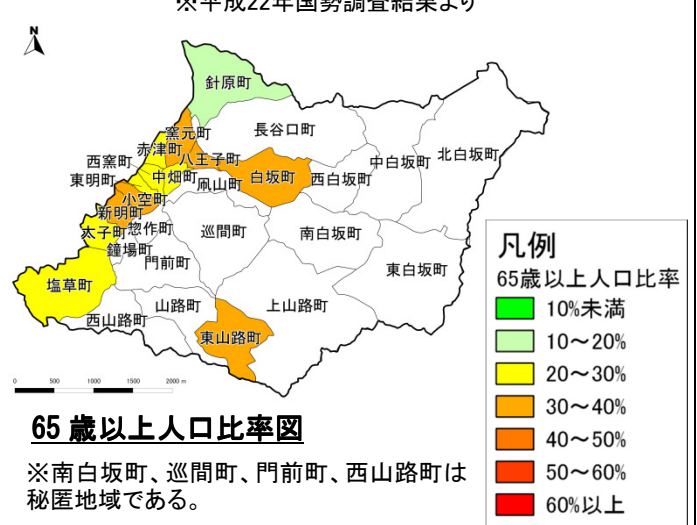 ※平成22年国勢調査結果より
N
針原町
長谷口町
窯元町
赤津町
八王子町
西窯町
中畑町
東明町
凧山町
白坂町
西白坂町
中白坂町
北白坂町
小空町
新明町
太子町
惣作町
鐘場町
巡間町
南白坂町
門前町
東白坂町
塩草町
山路町
上山路町
西山路町
東山路町
0 500 1000 1500 2000 m
凡例
65歳以上人口比率
10%未満
10～20%
20～30%
30～40%
40～50%
50～60%
60%以上
65歳以上人口比率図
※南白坂町、巡間町、門前町、西山路町は
秘匿地域である。